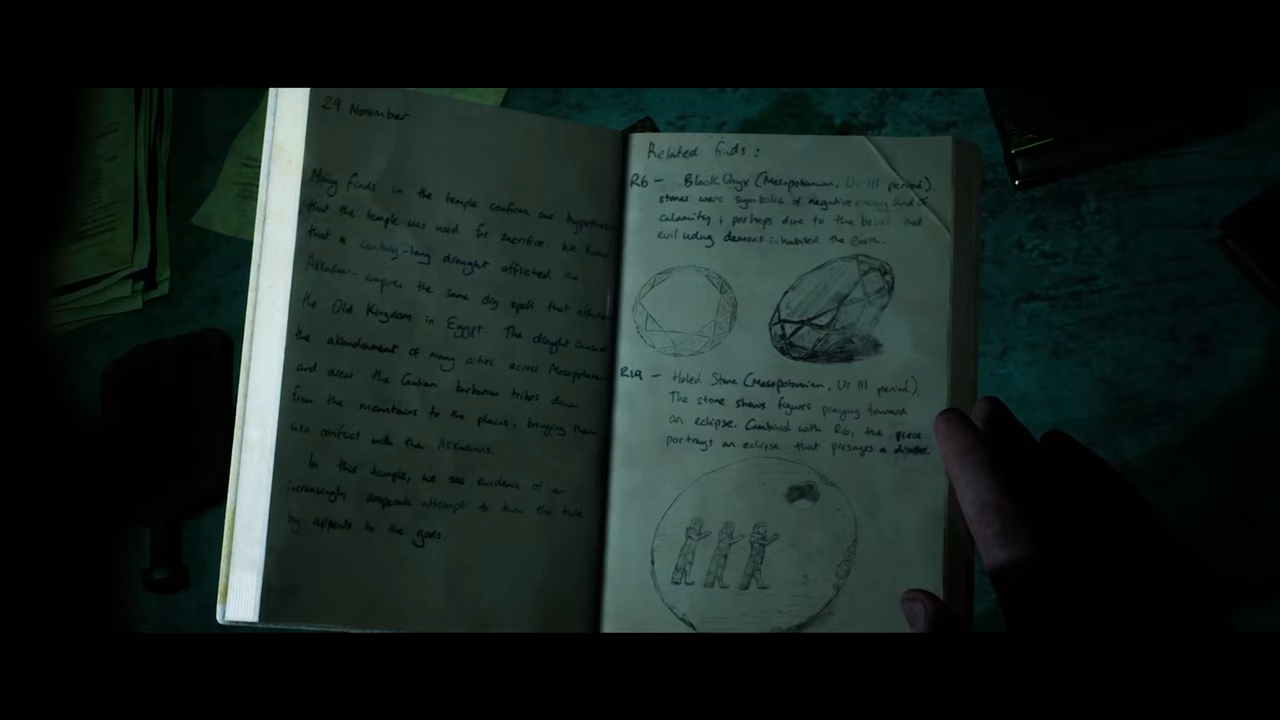 29 November
Many finds in the temple confirm our hypothesis
that the temple was used for sacrifice. We know
that a century-long drought afflicted the
Akkadian empire the same dry spell that affected
the Old Kingdom in Egypt. The drought caused
the abandonment of many cities across Mesopotamia
and drew the Gutian barbarian tribes down
from the mountains to the plains, bringing them
into conflict with the Akkadians.
In this temple, we see evidence of
increasingly desperate attempt to turn the tide
by appeals to the gods.
Related finds:
R6 - Black Onyx (Mesopotamian, Ur III period).
stones were symbolic of negative energy and of
calamity; perhaps due to the belief that
evil udug demons inhabited the Earth.
R19 - Holed Stone (Mesopotamian, Ur III period).
The stone shows figures praying toward
an eclipse. Combined with R6, the piece
portrays an eclipse that presages a disaster.